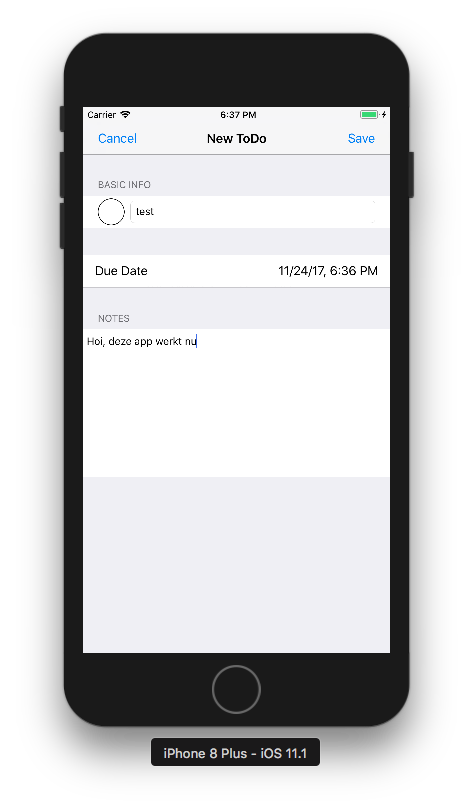 Carrier 6:37 PM
Cancel New ToDo Save
BASIC INFO
test
Due Date 11/24/17, 6:36 PM
NOTES
Hoi, deze app werkt nu
iPhone 8 Plus - iOS 11.1